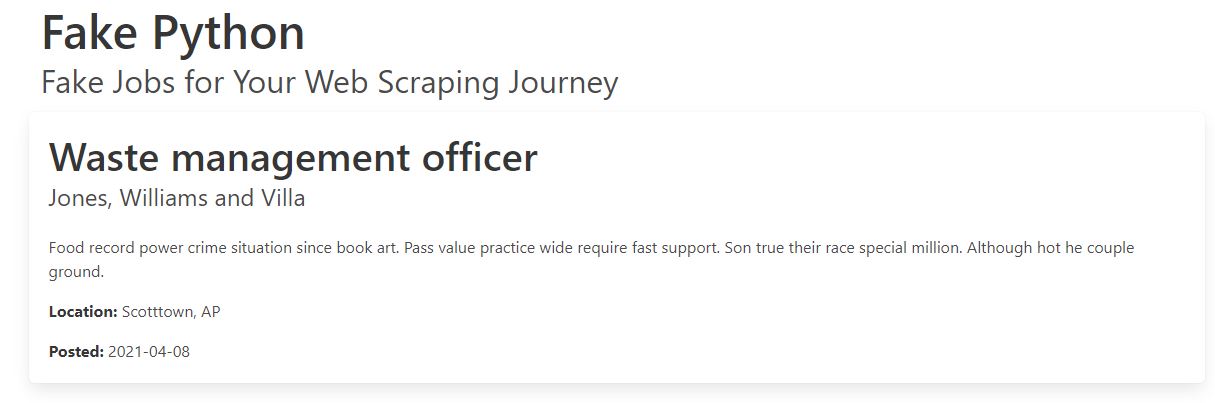 Fake Python
Fake Jobs for Your Web Scraping Journey
Waste management officer
Jones, Williams and Villa
Food record power crime situation since book art. Pass value practice wide require fast support. Son true their race special million. Although hot he couple
ground.
Location: Scotttown, AP
Posted: 2021-04-08